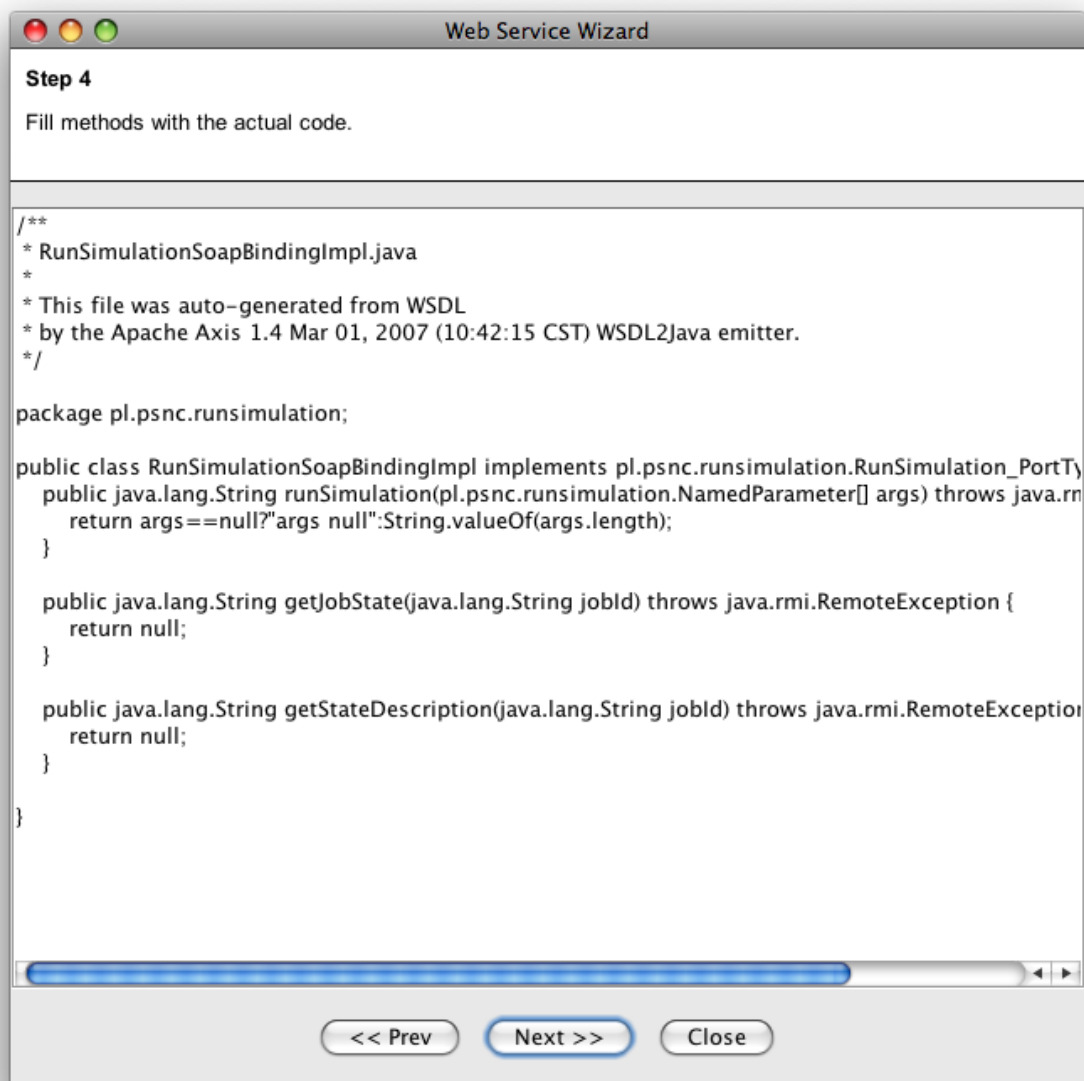 Web Service Wizard
Step 4
Fill methods with the actual code.
/**
 * RunSimulationSoapBindingImpl.java
 *
 * This file was auto-generated from WSDL
 * by the Apache Axis 1.4 Mar 01, 2007 (10:42:15 CST) WSDL2Java emitter.
 */
package pl.psnc.runsimulation;
public class RunSimulationSoapBindingImpl implements pl.psnc.runsimulation.RunSimulation_PortTy
    public java.lang.String runSimulation(pl.psnc.runsimulation.NamedParameter[] args) throws java.rm
        return args==null?"args null":String.valueOf(args.length);
    }
    public java.lang.String getJobState(java.lang.String jobId) throws java.rmi.RemoteException {
        return null;
    }
    public java.lang.String getStateDescription(java.lang.String jobId) throws java.rmi.RemoteException
        return null;
    }
}
<< Prev Next >> Close